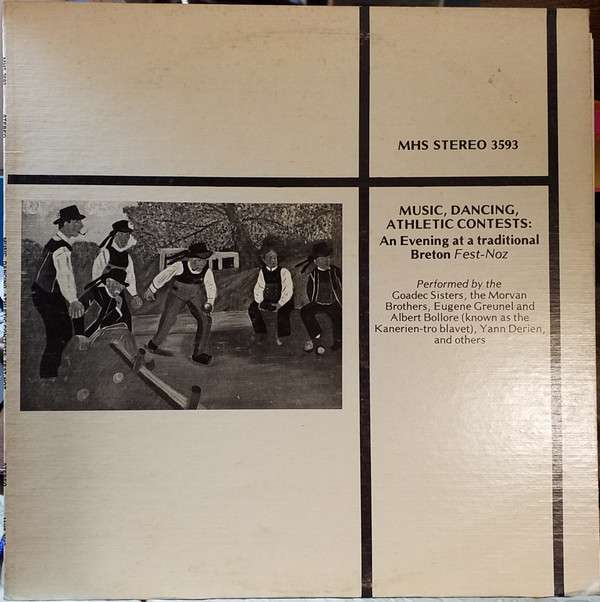 MHS STEREO 3593
MUSIC, DANCING,
ATHLETIC CONTESTS:
An Evening at a traditional
Breton Fest-Noz
Performed by the
Goadec Sisters, the Morvan
Brothers, Eugene Greunel and
Albert Bollore (known as the
Kanerien-tro blavet), Yann Derien,
and others